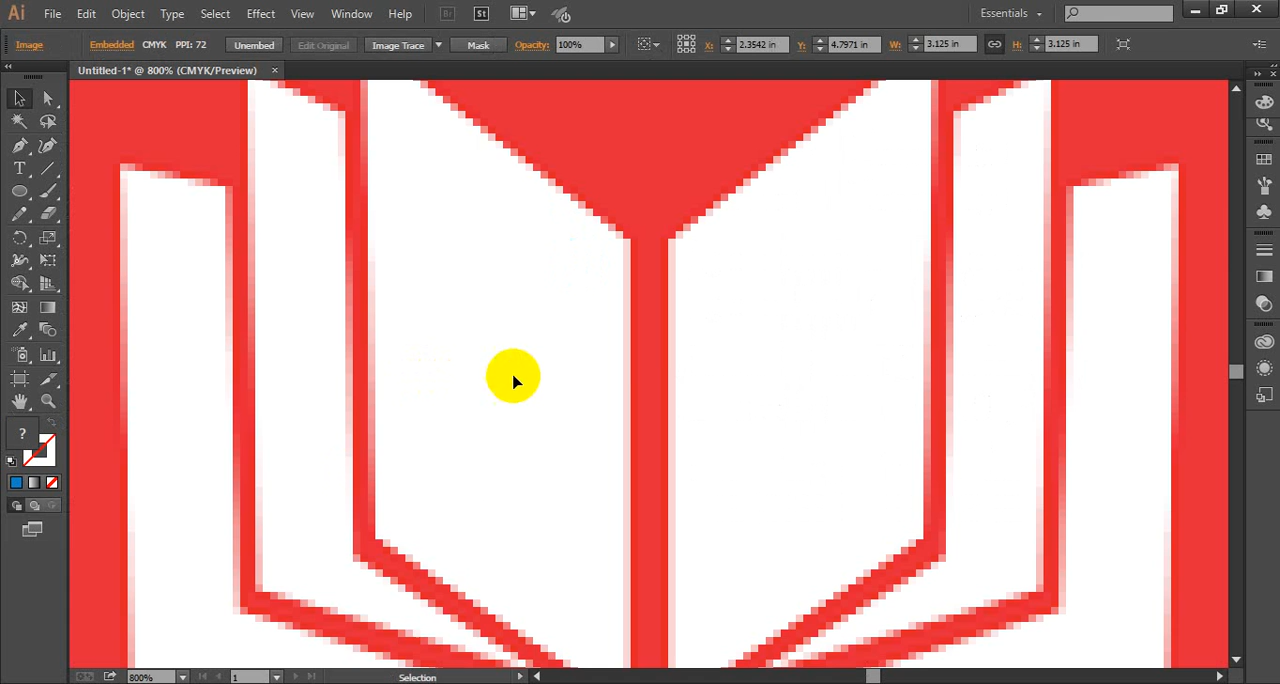 Ai File Edit Object Type Select Effect View Window Help Br St Essentials
Image Embedded CMYK PPI: 72 Unembed Edit Original Image Trace Mask Opacity: 100% X: 2.3542 in Y: 4.7971 in W: 3.125 in H: 3.125 in
Untitled-1* @ 800% (CMYK/Preview) ×
T
?
800% 1 Selection